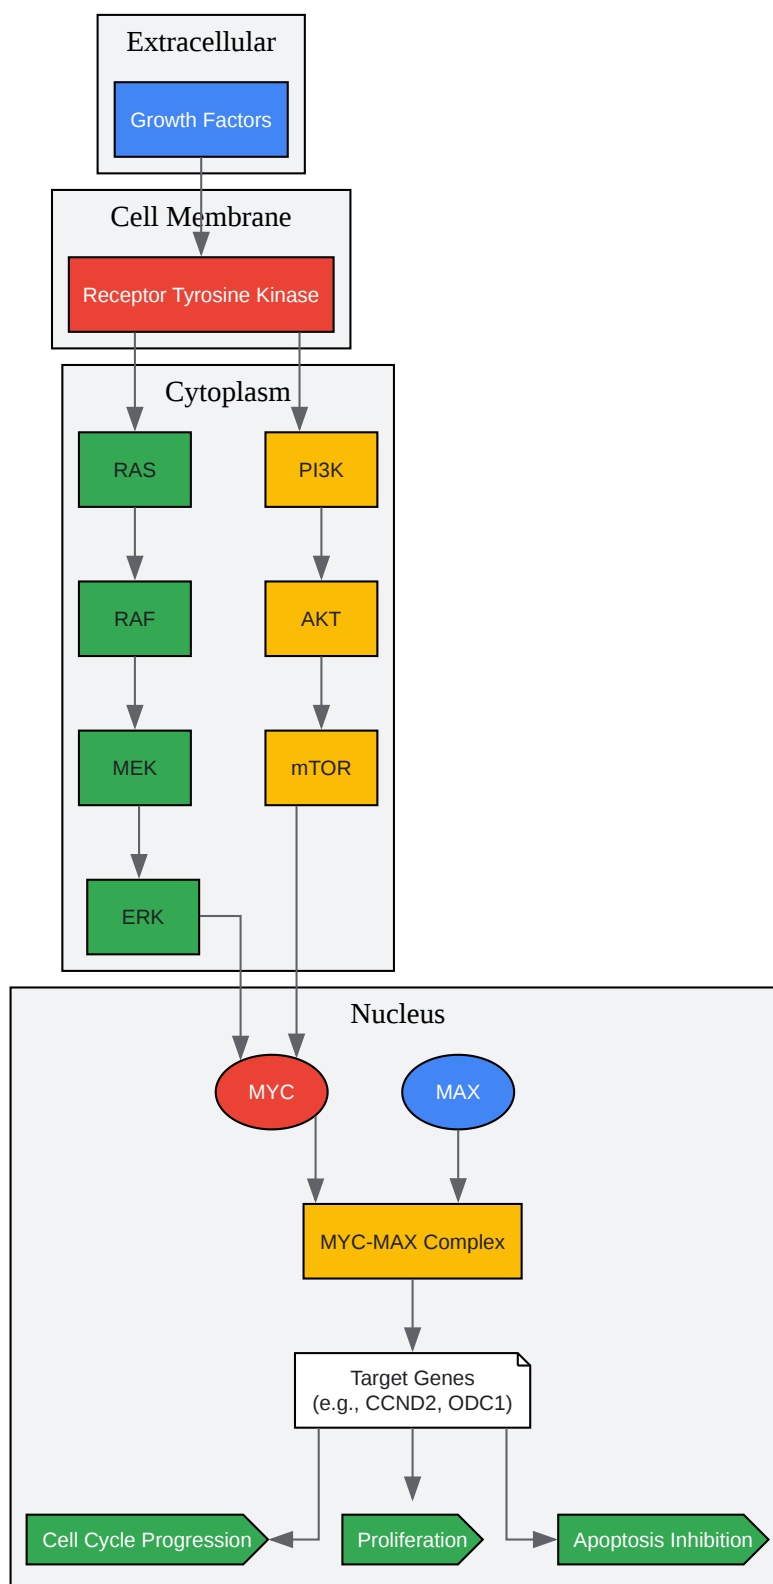 Extracellular
Growth Factors
Cell Membrane
Receptor Tyrosine Kinase
Cytoplasm
RAS
PI3K
RAF
AKT
MEK
mTOR
ERK
Nucleus
MYC
MAX
MYC-MAX Complex
Target Genes
(e.g., CCND2, ODC1)
Cell Cycle Progression
Proliferation
Apoptosis Inhibition